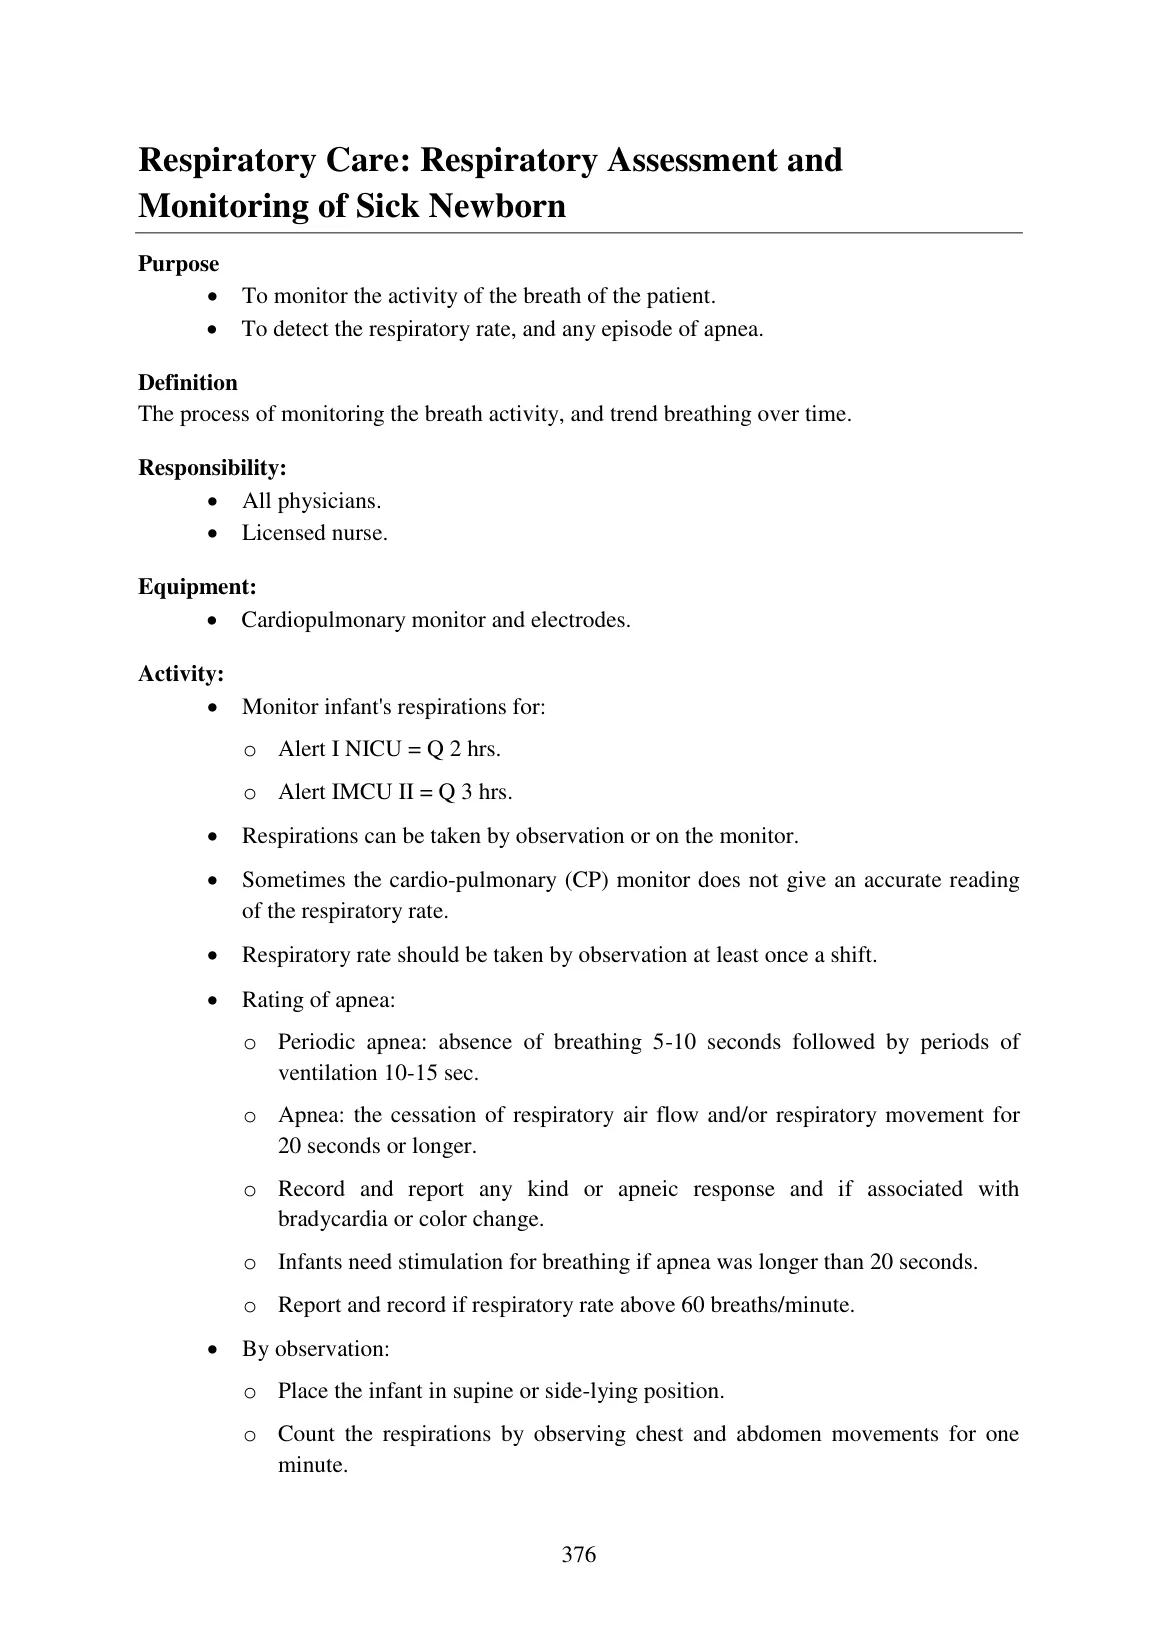 Respiratory Care: Respiratory Assessment and
Monitoring of Sick Newborn
Purpose
• To monitor the activity of the breath of the patient.
• To detect the respiratory rate, and any episode of apnea.
Definition
The process of monitoring the breath activity, and trend breathing over time.
Responsibility:
• All physicians.
• Licensed nurse.
Equipment:
• Cardiopulmonary monitor and electrodes.
Activity:
• Monitor infant's respirations for:
o Alert I NICU = Q 2 hrs.
o Alert IMCU II = Q 3 hrs.
• Respirations can be taken by observation or on the monitor.
• Sometimes the cardio-pulmonary (CP) monitor does not give an accurate reading
of the respiratory rate.
• Respiratory rate should be taken by observation at least once a shift.
• Rating of apnea:
o Periodic apnea: absence of breathing 5-10 seconds followed by periods of
ventilation 10-15 sec.
o Apnea: the cessation of respiratory air flow and/or respiratory movement for
20 seconds or longer.
o Record and report any kind or apneic response and if associated with
bradycardia or color change.
o Infants need stimulation for breathing if apnea was longer than 20 seconds.
o Report and record if respiratory rate above 60 breaths/minute.
• By observation:
o Place the infant in supine or side-lying position.
o Count the respirations by observing chest and abdomen movements for one
minute.
376